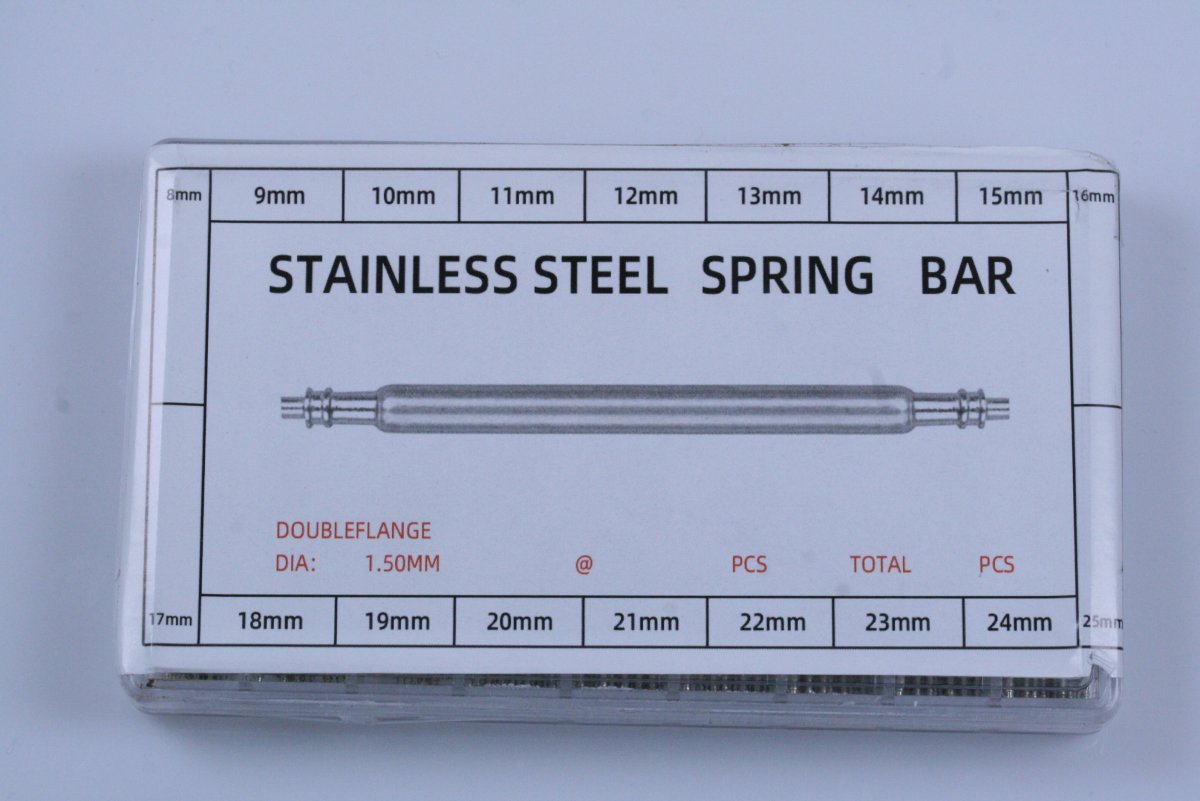 8mm 9mm 10mm 11mm 12mm 13mm 14mm 15mm 16mm
STAINLESS STEEL SPRING BAR
DOUBLEFLANGE
DIA: 1.50MM @ PCS TOTAL PCS
17mm 18mm 19mm 20mm 21mm 22mm 23mm 24mm 25mm